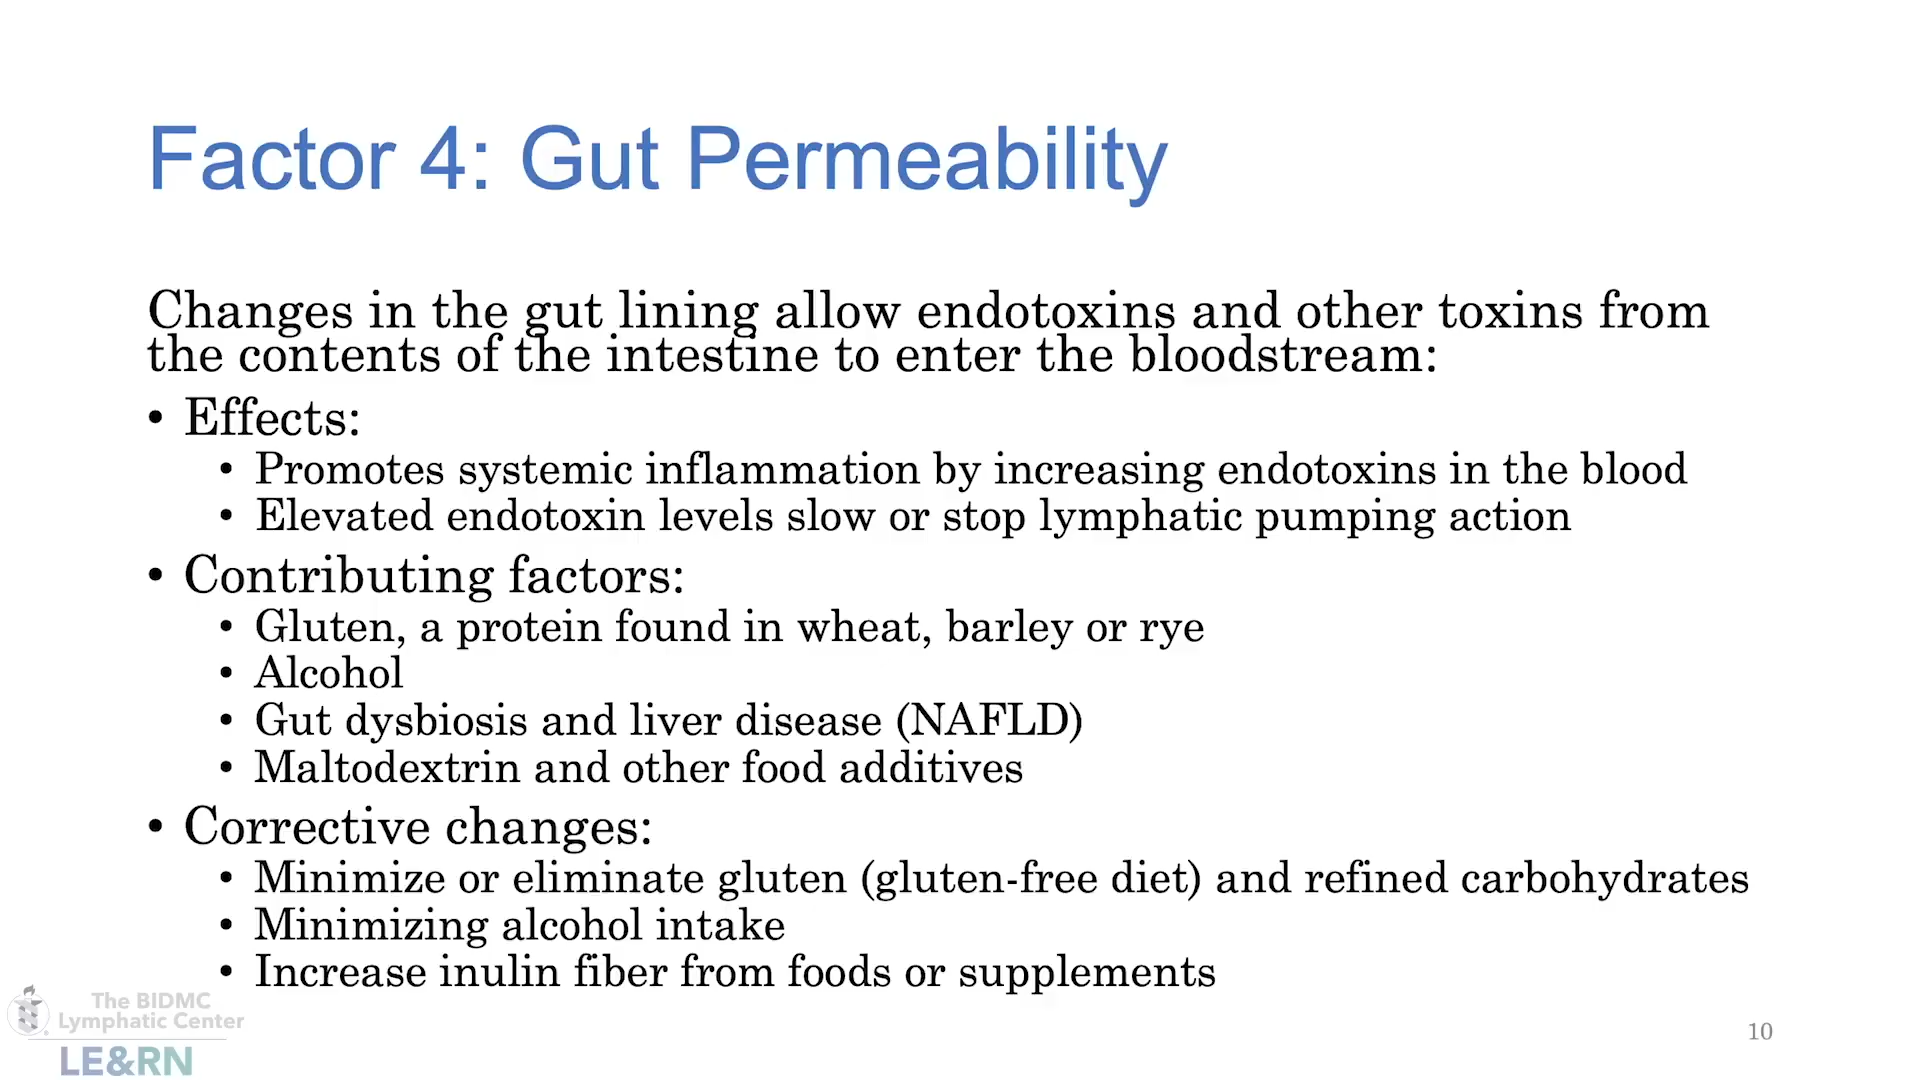 Factor 4: Gut Permeability
Changes in the gut lining allow endotoxins and other toxins from
the contents of the intestine to enter the bloodstream:
• Effects:
• Promotes systemic inflammation by increasing endotoxins in the blood
• Elevated endotoxin levels slow or stop lymphatic pumping action
• Contributing factors:
• Gluten, a protein found in wheat, barley or rye
• Alcohol
• Gut dysbiosis and liver disease (NAFLD)
• Maltodextrin and other food additives
• Corrective changes:
• Minimize or eliminate gluten (gluten-free diet) and refined carbohydrates
• Minimizing alcohol intake
• Increase inulin fiber from foods or supplements
The BIDMC
Lymphatic Center
LE&RN
10